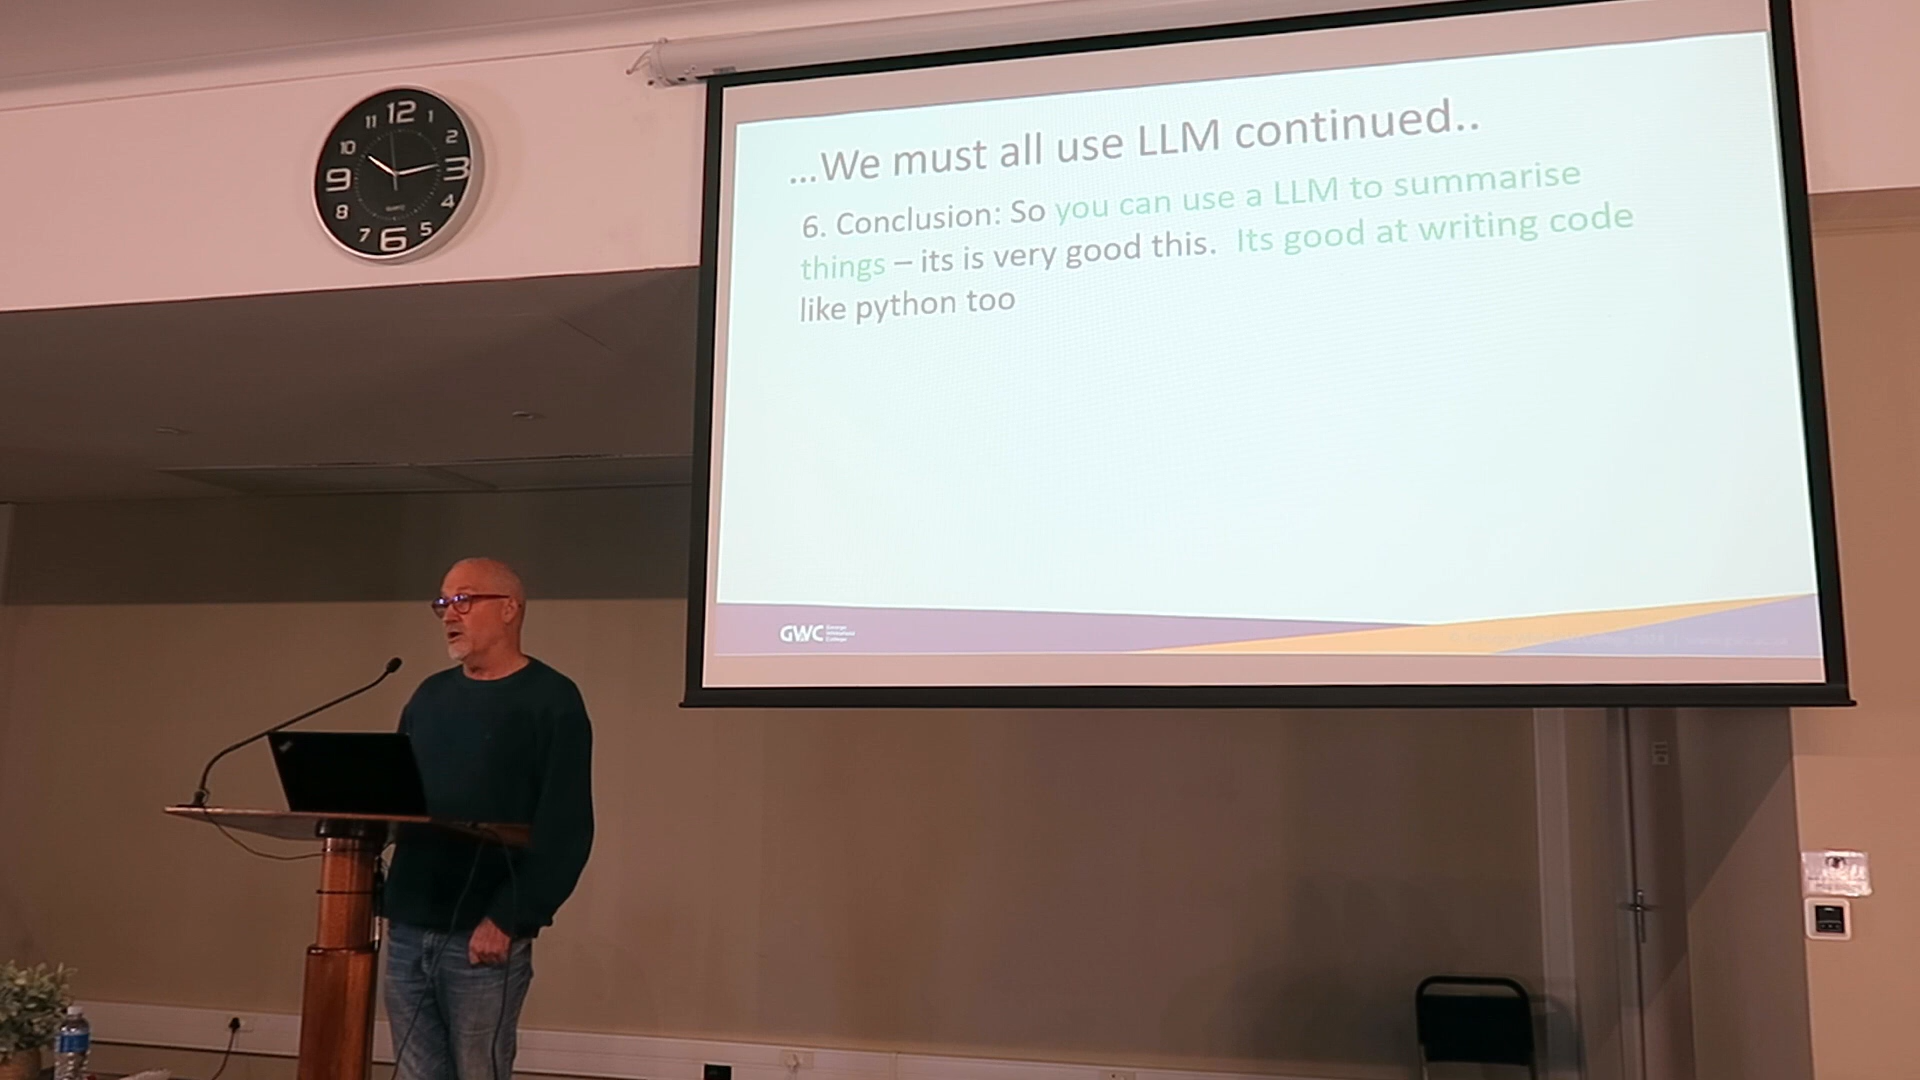 12
1
2
3
4
5
6
7
8
9
10
11
QUARTZ
...We must all use LLM continued..
6. Conclusion: So you can use a LLM to summarise
things – its is very good this. Its good at writing code
like python too
GWC